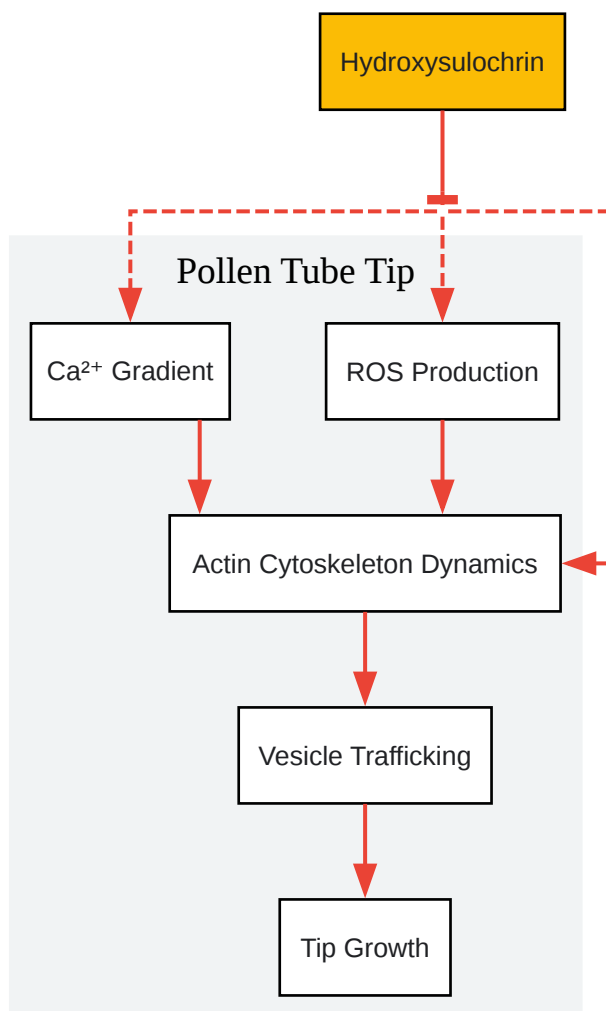 Hydroxysulochrin
Pollen Tube Tip
Ca²⁺ Gradient
ROS Production
Actin Cytoskeleton Dynamics
Vesicle Trafficking
Tip Growth